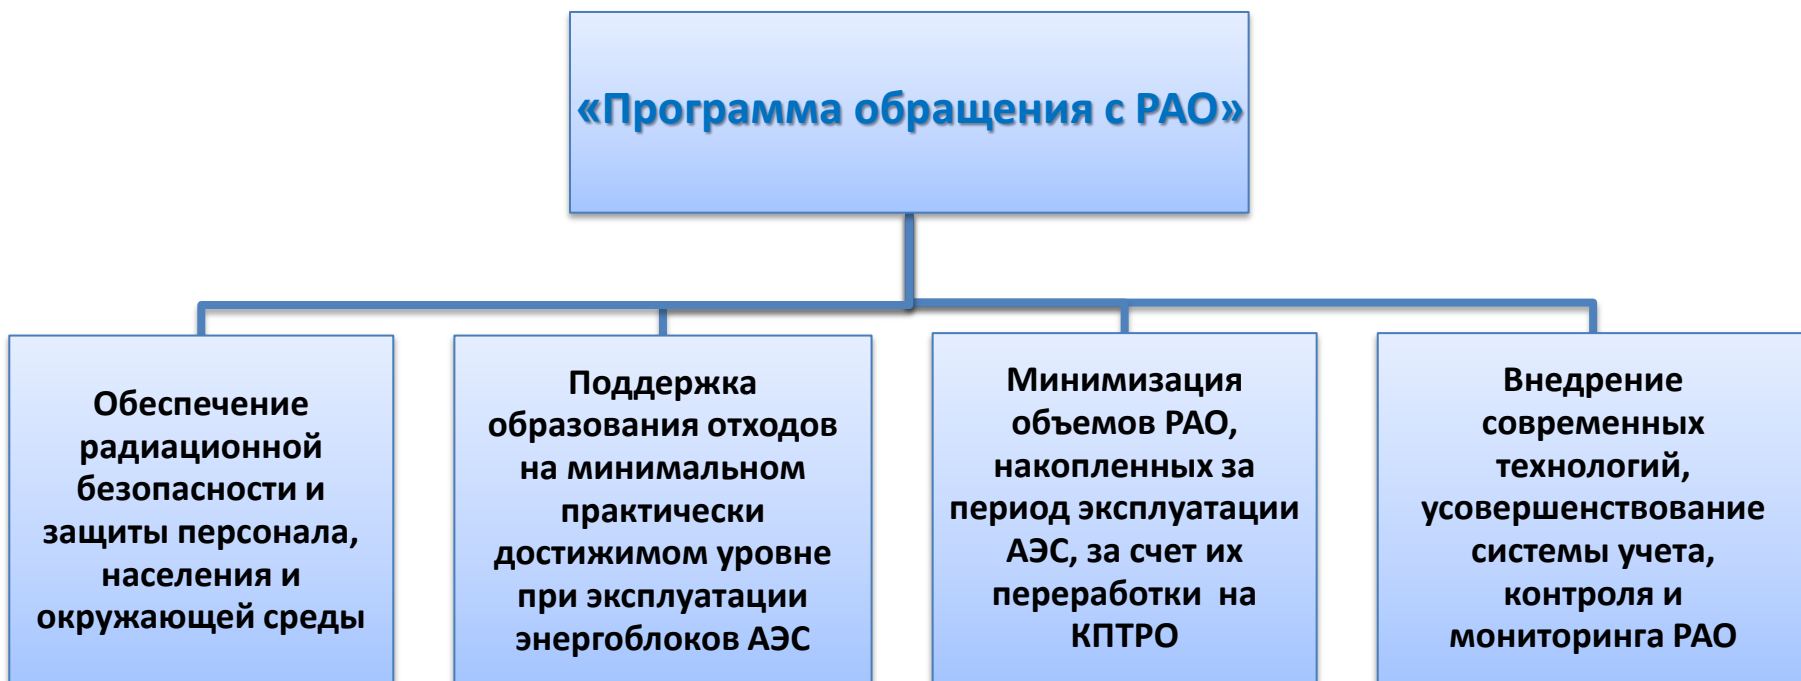 «Программа обращения с РАО»
Обеспечение
радиационной
безопасности и
защиты персонала,
населения и
окружающей среды
Поддержка
образования отходов
на минимальном
практически
достижимом уровне
при эксплуатации
энергоблоков АЭС
Минимизация
объемов РАО,
накопленных за
период эксплуатации
АЭС, за счет их
переработки на
КПТРО
Внедрение
современных
технологий,
усовершенствование
системы учета,
контроля и
мониторинга РАО